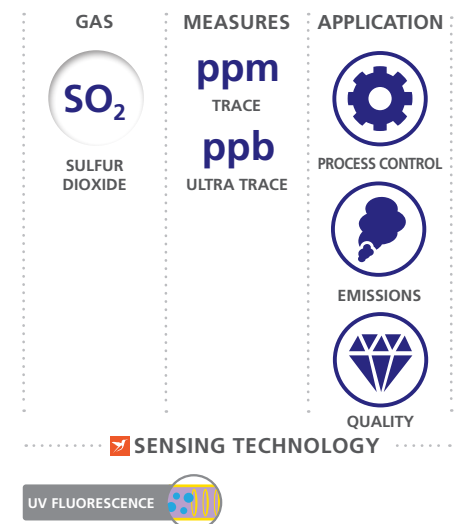 GAS
SO₂
SULFUR
DIOXIDE
MEASURES
ppm
TRACE
ppb
ULTRA TRACE
APPLICATION
PROCESS CONTROL
EMISSIONS
QUALITY
SENSING TECHNOLOGY
UV FLUORESCENCE